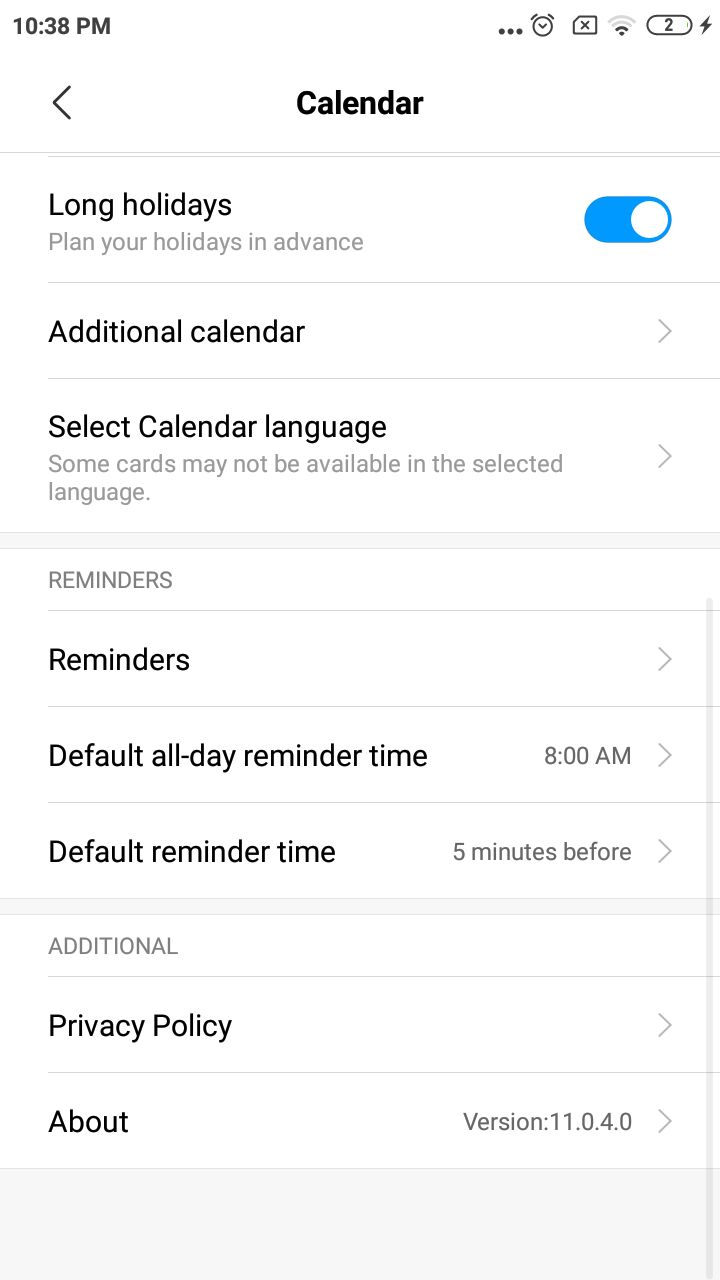 10:38 PM
2
Calendar
Long holidays
Plan your holidays in advance
Additional calendar
Select Calendar language
Some cards may not be available in the selected
language.
REMINDERS
Reminders
Default all-day reminder time 8:00 AM
Default reminder time 5 minutes before
ADDITIONAL
Privacy Policy
About Version:11.0.4.0